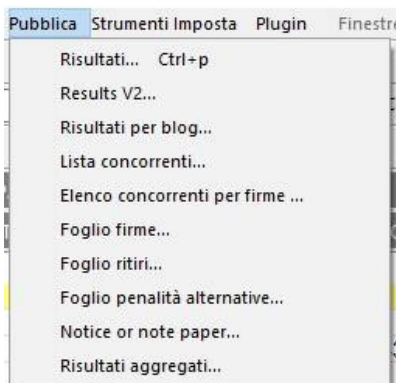 Pubblica Strumenti Imposta Plugin Finestre
Risultati... Ctrl+p
Results V2...
Risultati per blog...
Lista concorrenti...
Elenco concorrenti per firme ...
Foglio firme...
Foglio ritiri...
Foglio penalità alternative...
Notice or note paper...
Risultati aggregati...